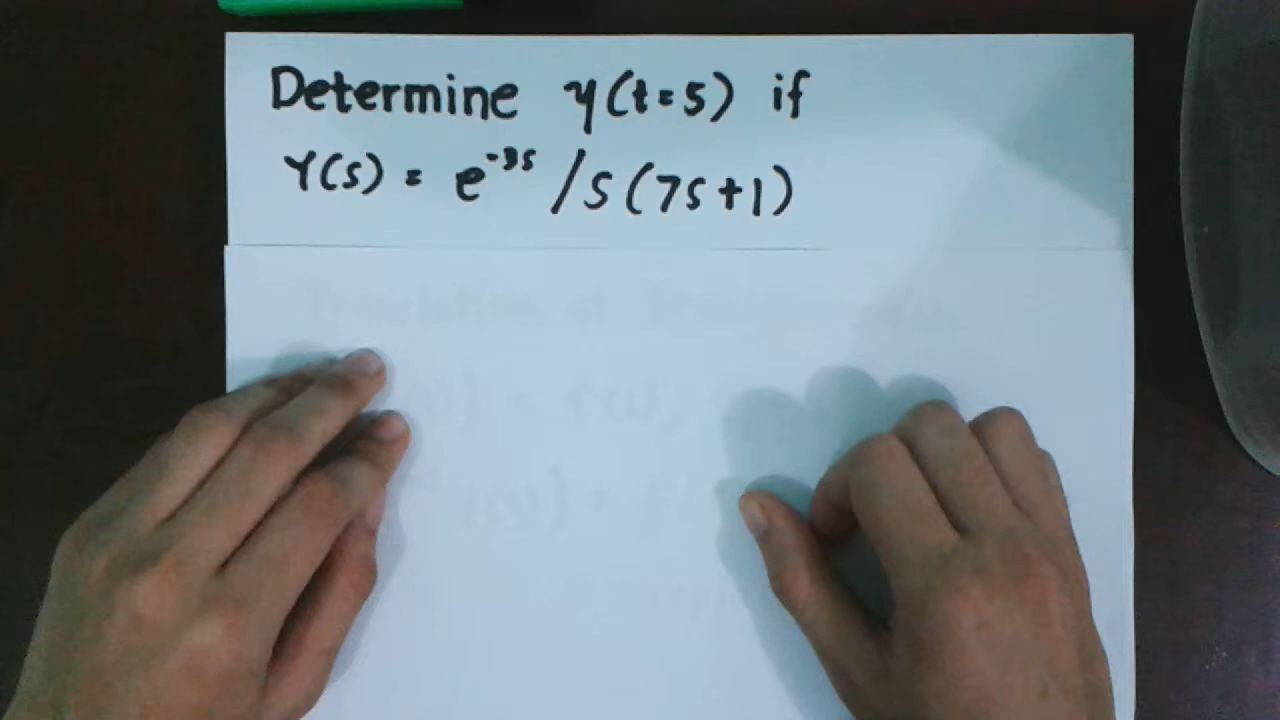 Determine y(t=5) if
Y(s) = e^-3s / s(7s+1)